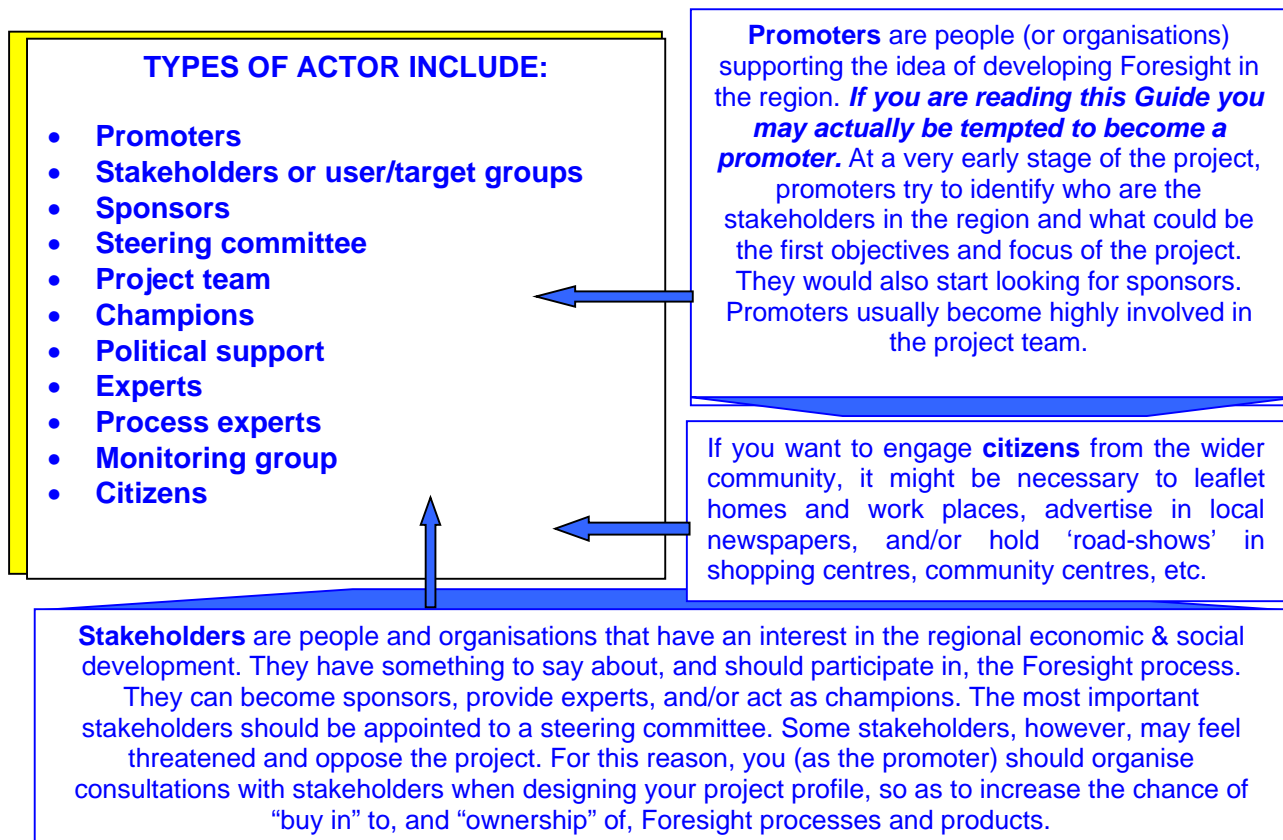 TYPES OF ACTOR INCLUDE:
• Promoters
• Stakeholders or user/target groups
• Sponsors
• Steering committee
• Project team
• Champions
• Political support
• Experts
• Process experts
• Monitoring group
• Citizens
Promoters are people (or organisations)
supporting the idea of developing Foresight in
the region. If you are reading this Guide you
may actually be tempted to become a
promoter. At a very early stage of the project,
promoters try to identify who are the
stakeholders in the region and what could be
the first objectives and focus of the project.
They would also start looking for sponsors.
Promoters usually become highly involved in
the project team.
If you want to engage citizens from the wider
community, it might be necessary to leaflet
homes and work places, advertise in local
newspapers, and/or hold ‘road-shows’ in
shopping centres, community centres, etc.
Stakeholders are people and organisations that have an interest in the regional economic & social
development. They have something to say about, and should participate in, the Foresight process.
They can become sponsors, provide experts, and/or act as champions. The most important
stakeholders should be appointed to a steering committee. Some stakeholders, however, may feel
threatened and oppose the project. For this reason, you (as the promoter) should organise
consultations with stakeholders when designing your project profile, so as to increase the chance of
“buy in” to, and “ownership” of, Foresight processes and products.